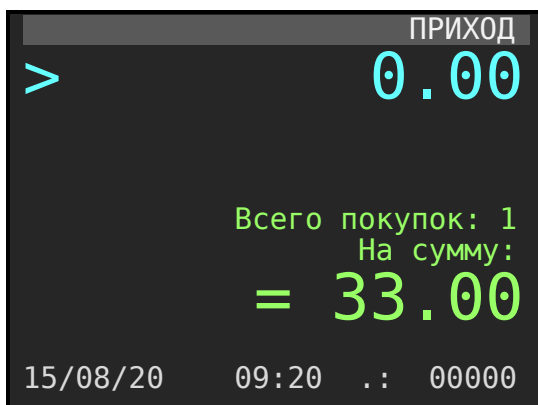 ПРИХОД
> 0.00
Всего покупок: 1
На сумму:
= 33.00
15/08/20 09:20 .: 00000